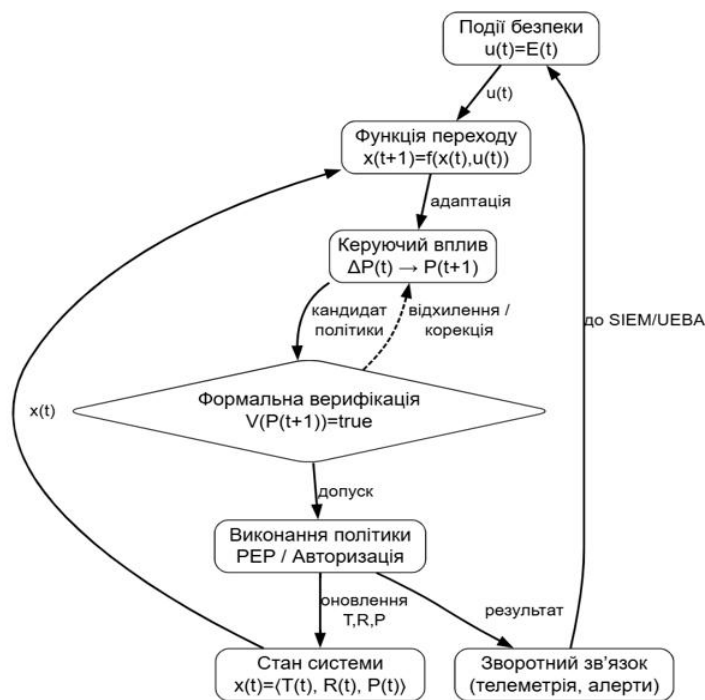 Події безпеки
u(t)=E(t)
u(t)
Функція переходу
x(t+1)=f(x(t),u(t))
адаптація
Керуючий вплив
ΔP(t) → P(t+1)
кандидат
політики
відхилення /
корекція
до SIEM/UEBA
Формальна верифікація
V(P(t+1))=true
x(t)
допуск
Виконання політики
PEP / Авторизація
оновлення
T,R,P
результат
Стан системи
x(t)=⟨T(t), R(t), P(t)⟩
Зворотний зв’язок
(телеметрія, алерти)